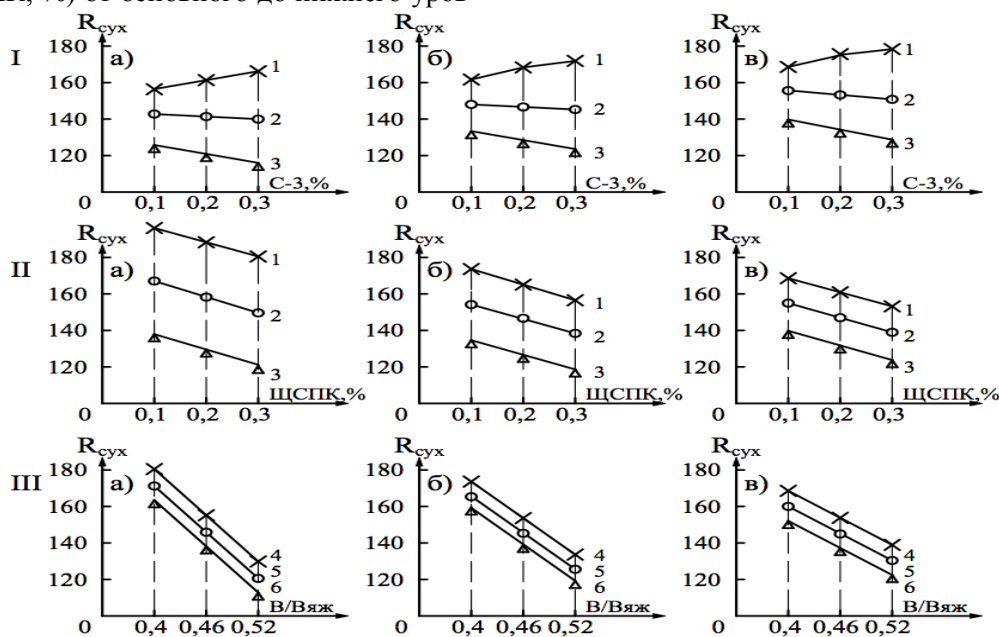 %) от основного до нижнего уров
R сух R сух R сух
I а) б) в)
180 180 180
1 1 1
160 160 160
140 2 140 2 140 2
120 3 120 3 120 3
С-3,% С-3,% С-3,%
0 0,1 0,2 0,3 0 0,1 0,2 0,3 0 0,1 0,2 0,3
R сух R сух R сух
II а) б) в)
180 1 180 1 180 1
160 2 160 2 160 2
140 140 140
120 3 120 3 120 3
ЩСПК,% ЩСПК,% ЩСПК,%
0 0,1 0,2 0,3 0 0,1 0,2 0,3 0 0,1 0,2 0,3
R сух R сух R сух
III а) б) в)
180 180 180
160 160 160
140 4 140 4 140 4
5 5 5
120 6 120 6 120 6
В/Вяж В/Вяж В/Вяж
0 0,4 0,46 0,52 0 0,4 0,46 0,52 0 0,4 0,46 0,52